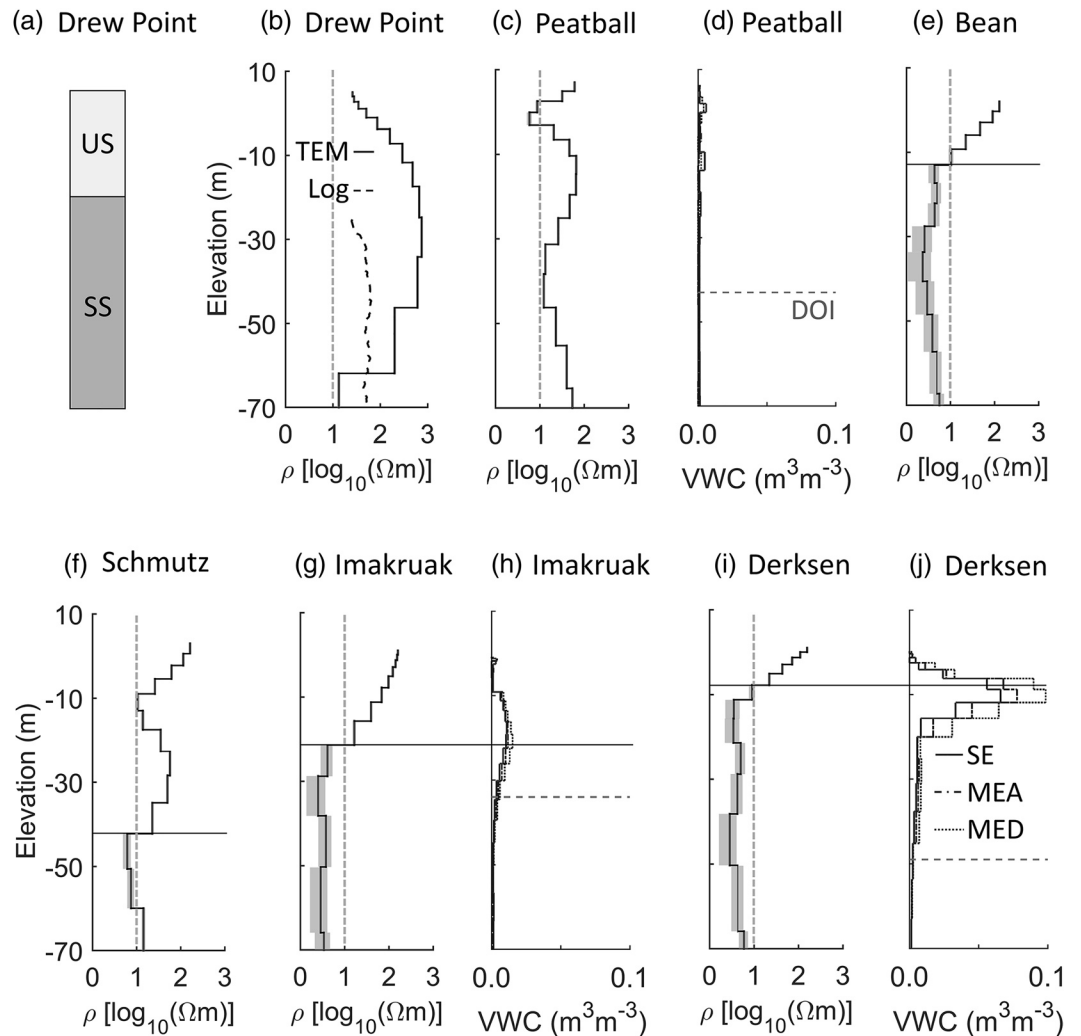 (a) Drew Point
(b) Drew Point
(c) Peatball
(d) Peatball
(e) Bean
US
SS
Elevation (m)
10
-10
-30
-50
-70
TEM
Log
DOI
0 1 2 3
0 1 2 3
0.0 0.1
0 1 2 3
ρ [log10(Ωm)]
ρ [log10(Ωm)]
VWC (m3m-3)
ρ [log10(Ωm)]
(f) Schmutz
(g) Imakruak
(h) Imakruak
(i) Derksen
(j) Derksen
Elevation (m)
10
-10
-30
-50
-70
SE
MEA
MED
0 1 2 3
0 1 2 3
0.0 0.1
0 1 2 3
0.0 0.1
ρ [log10(Ωm)]
ρ [log10(Ωm)]
VWC (m3m-3)
ρ [log10(Ωm)]
VWC (m3m-3)